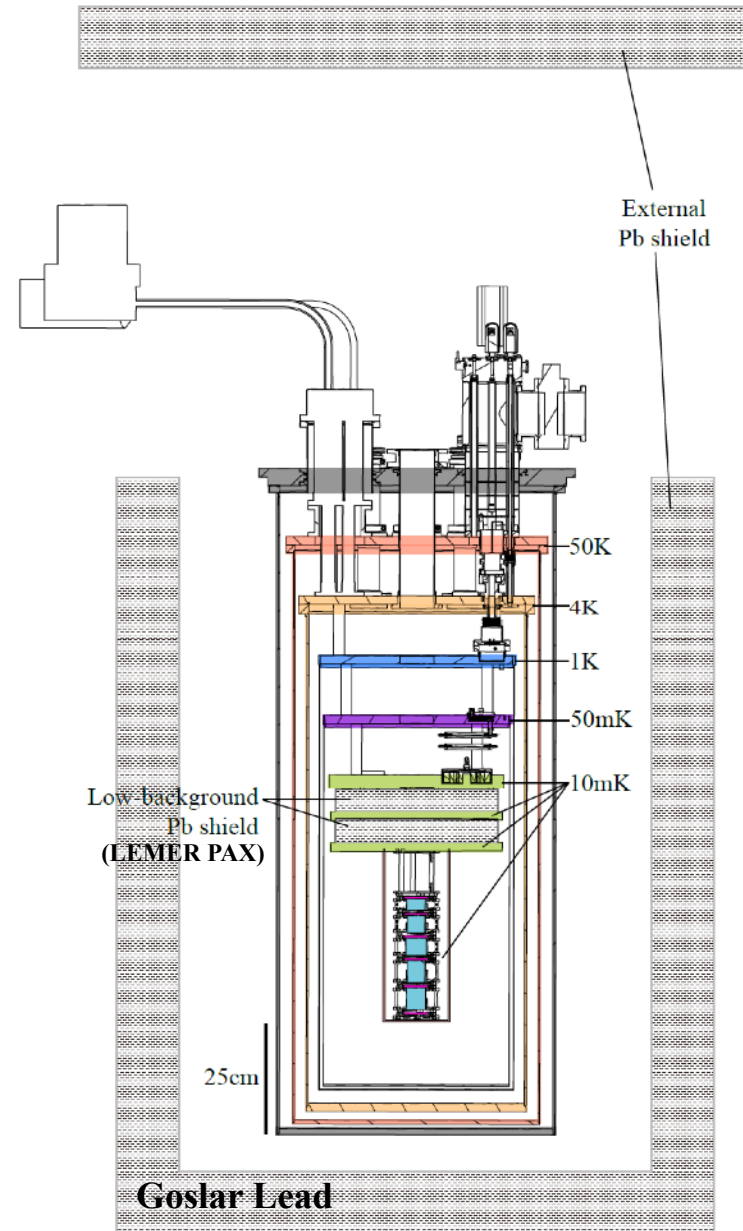 External
Pb shield
50K
4K
1K
50mK
10mK
Low-background
Pb shield
(LEMER PAX)
25cm
Goslar Lead